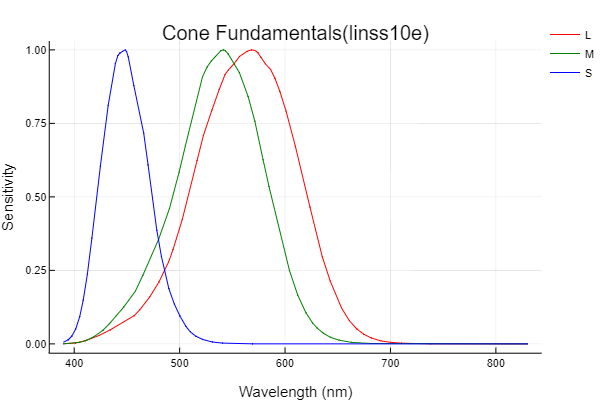 Cone Fundamentals(linss10e)
L
M
S
1.00
0.75
0.50
0.25
0.00
Sensitivity
400 500 600 700 800
Wavelength (nm)